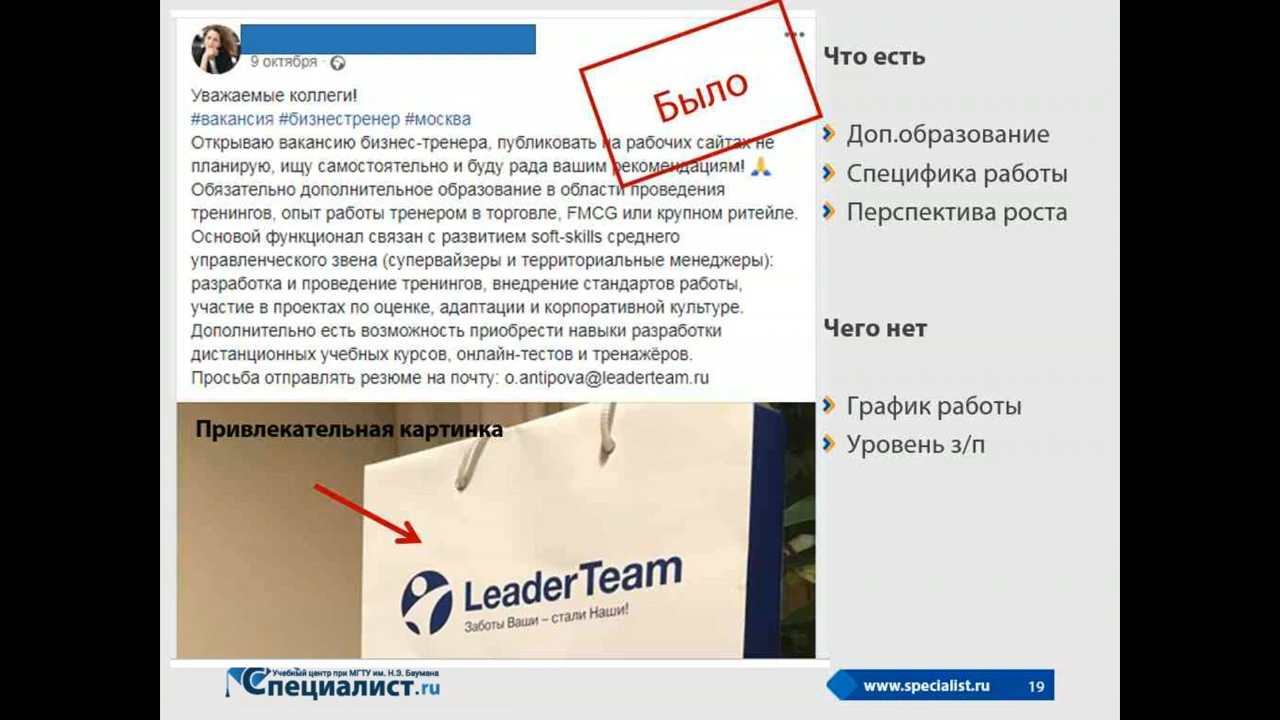 9 октября
Уважаемые коллеги!
#вакансия #бизнестренер #москва
Открываю вакансию бизнес-тренера, публиковать на рабочих сайтах не
планирую, ищу самостоятельно и буду рада вашим рекомендациям! 🙏
Обязательно дополнительное образование в области проведения
тренингов, опыт работы тренером в торговле, FMCG или крупном ритейле.
Основой функционал связан с развитием soft-skills среднего
управленческого звена (супервайзеры и территориальные менеджеры):
разработка и проведение тренингов, внедрение стандартов работы,
участие в проектах по оценке, адаптации и корпоративной культуре.
Дополнительно есть возможность приобрести навыки разработки
дистанционных учебных курсов, онлайн-тестов и тренажёров.
Просьба отправлять резюме на почту: o.antipova@leaderteam.ru
Было
Привлекательная картинка
LeaderTeam
Заботы Ваши – стали Наши!
Что есть
Доп.образование
Специфика работы
Перспектива роста
Чего нет
График работы
Уровень з/п
Учебный центр при МГТУ им. Н.Э. Баумана
Специалист.ru
www.specialist.ru
19